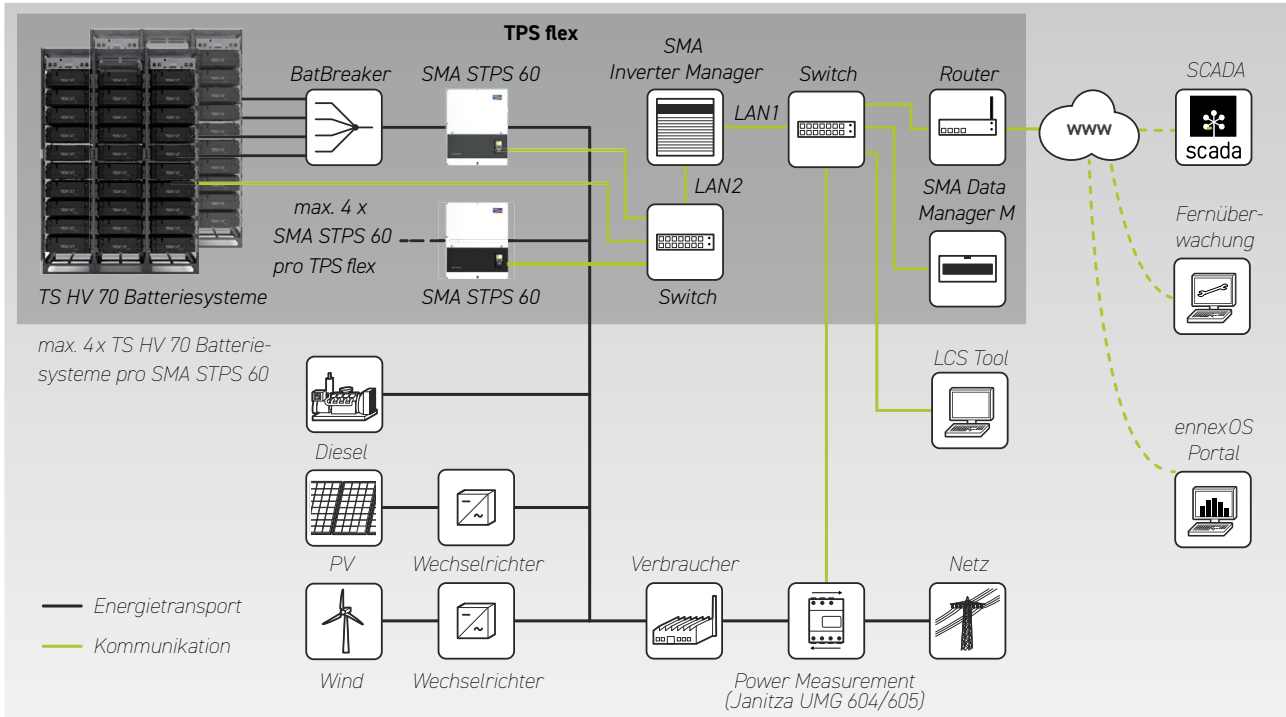 TPS flex
BatBreaker
SMA STPS 60
SMA
Inverter Manager
Switch
Router
SCADA
LAN1
www
scada
LAN2
SMA Data
Manager M
max. 4 x
SMA STPS 60
pro TPS flex
Fernüber-
wachung
TS HV 70 Batteriesysteme
SMA STPS 60
Switch
max. 4x TS HV 70 Batterie-
systeme pro SMA STPS 60
LCS Tool
ennexOS
Portal
Diesel
PV
Wechselrichter
Verbraucher
Netz
Energietransport
Kommunikation
Wind
Wechselrichter
Power Measurement
(Janitza UMG 604/605)